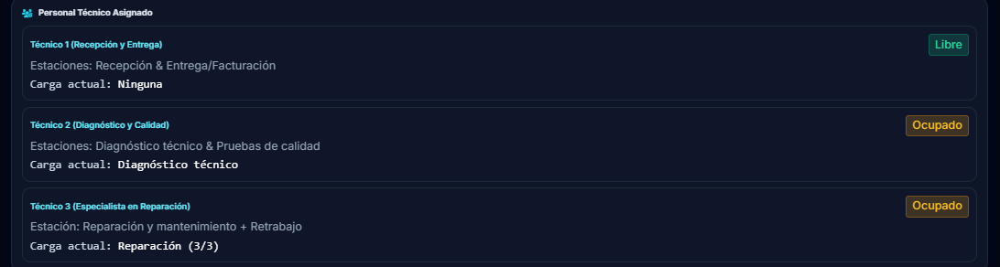 Personal Técnico Asignado
Técnico 1 (Recepción y Entrega)
Libre
Estaciones: Recepción & Entrega/Facturación
Carga actual: Ninguna
Técnico 2 (Diagnóstico y Calidad)
Ocupado
Estaciones: Diagnóstico técnico & Pruebas de calidad
Carga actual: Diagnóstico técnico
Técnico 3 (Especialista en Reparación)
Ocupado
Estación: Reparación y mantenimiento + Retrabajo
Carga actual: Reparación (3/3)